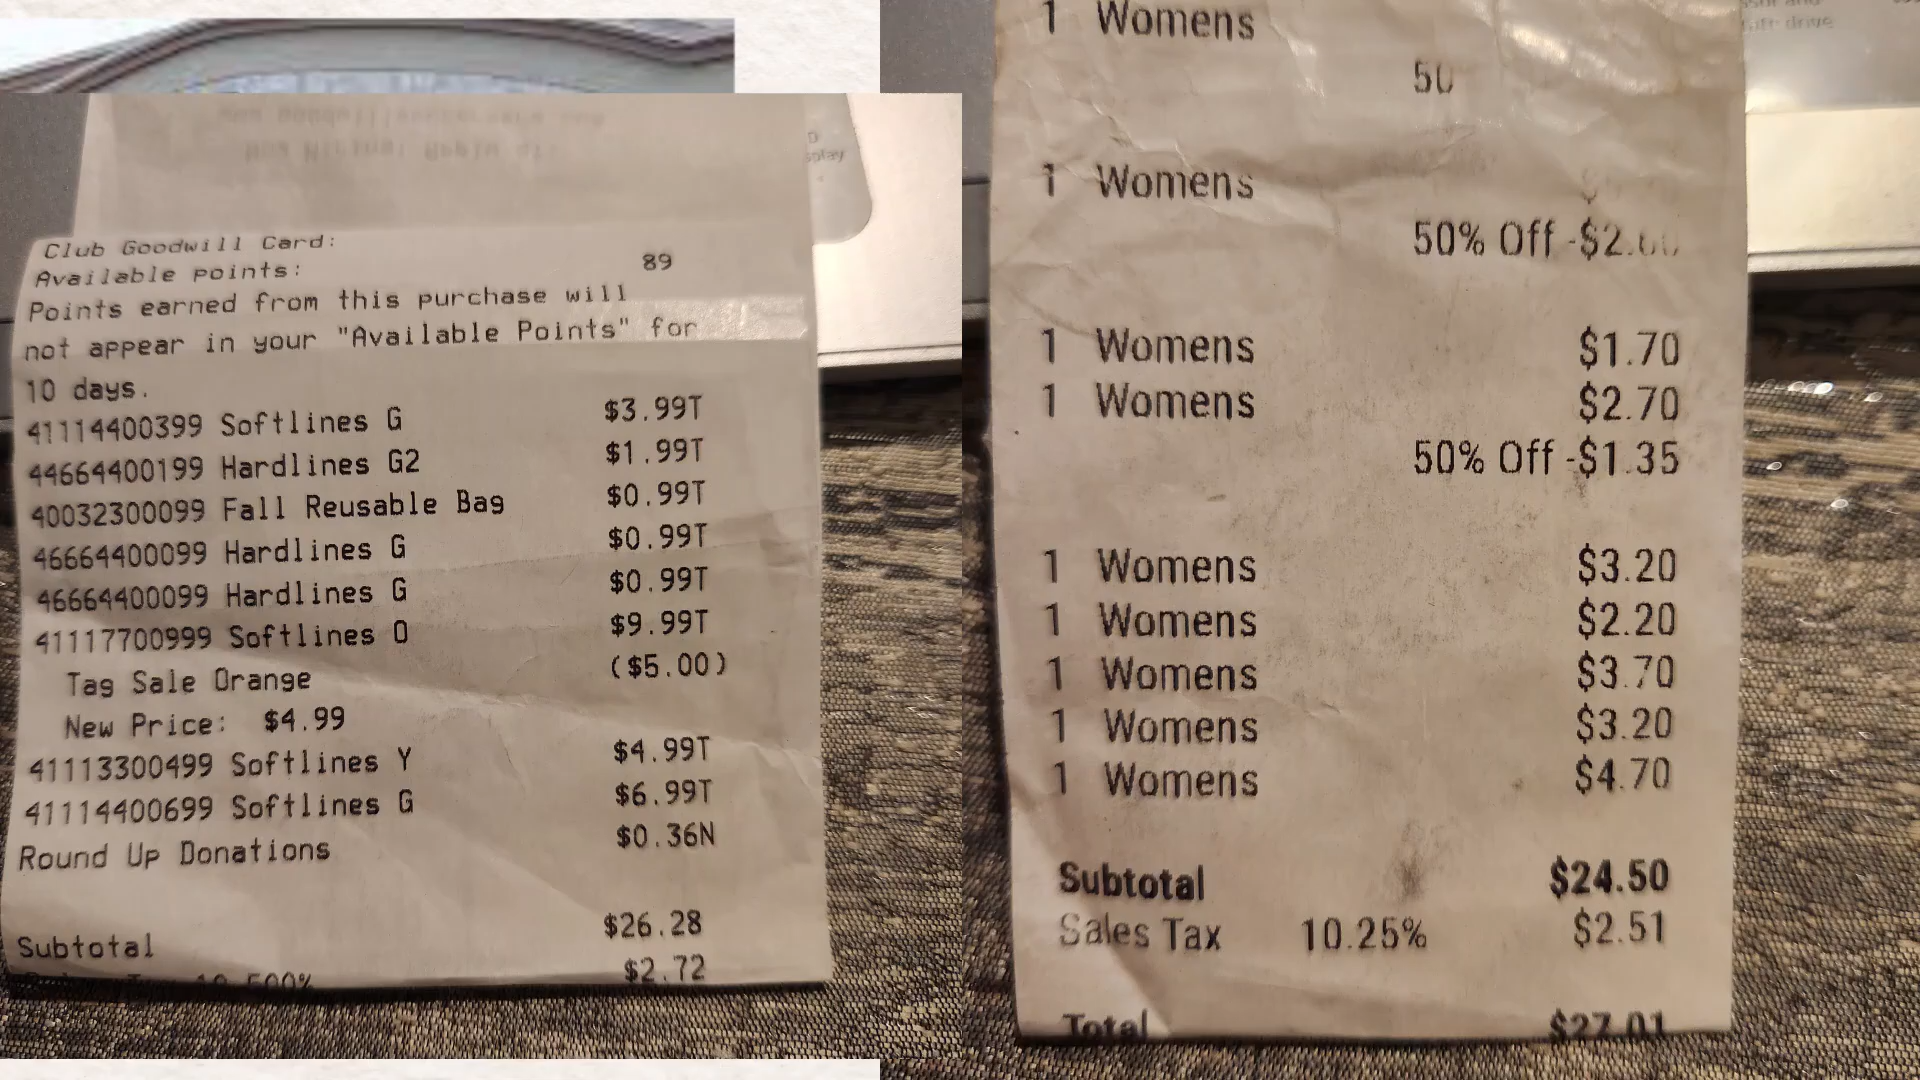 Club Goodwill Card:
Available points: 89
Points earned from this purchase will
not appear in your "Available Points" for
10 days.
41114400399 Softlines G $3.99T
44664400199 Hardlines G2 $1.99T
40032300099 Fall Reusable Bag $0.99T
46664400099 Hardlines G $0.99T
46664400099 Hardlines G $0.99T
41117700999 Softlines O $9.99T
Tag Sale Orange ($5.00)
New Price: $4.99
41113300499 Softlines Y $4.99T
41114400699 Softlines G $6.99T
Round Up Donations $0.36N
Subtotal $26.28
$2.72
1 Womens
50
1 Womens
50% Off
1 Womens $1.70
1 Womens $2.70
50% Off -$1.35
1 Womens $3.20
1 Womens $2.20
1 Womens $3.70
1 Womens $3.20
1 Womens $4.70
Subtotal $24.50
Sales Tax 10.25% $2.51
Total $27.01